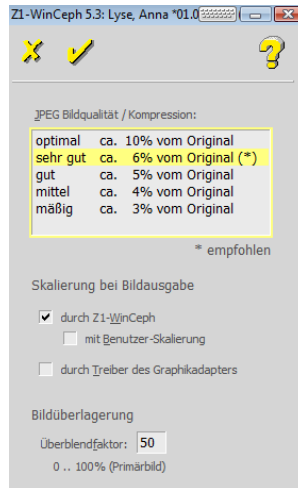 Z1-WinCeph 5.3: Lyse, Anna *01.0
JPEG Bildqualität / Kompression:
optimal ca. 10% vom Original
sehr gut ca. 6% vom Original (*)
gut ca. 5% vom Original
mittel ca. 4% vom Original
mäßig ca. 3% vom Original
* empfohlen
Skalierung bei Bildausgabe
durch Z1-WinCeph
mit Benutzer-Skalierung
durch Treiber des Graphikadapters
Bildüberlagerung
Überblendfaktor: 50
0 .. 100% (Primärbild)